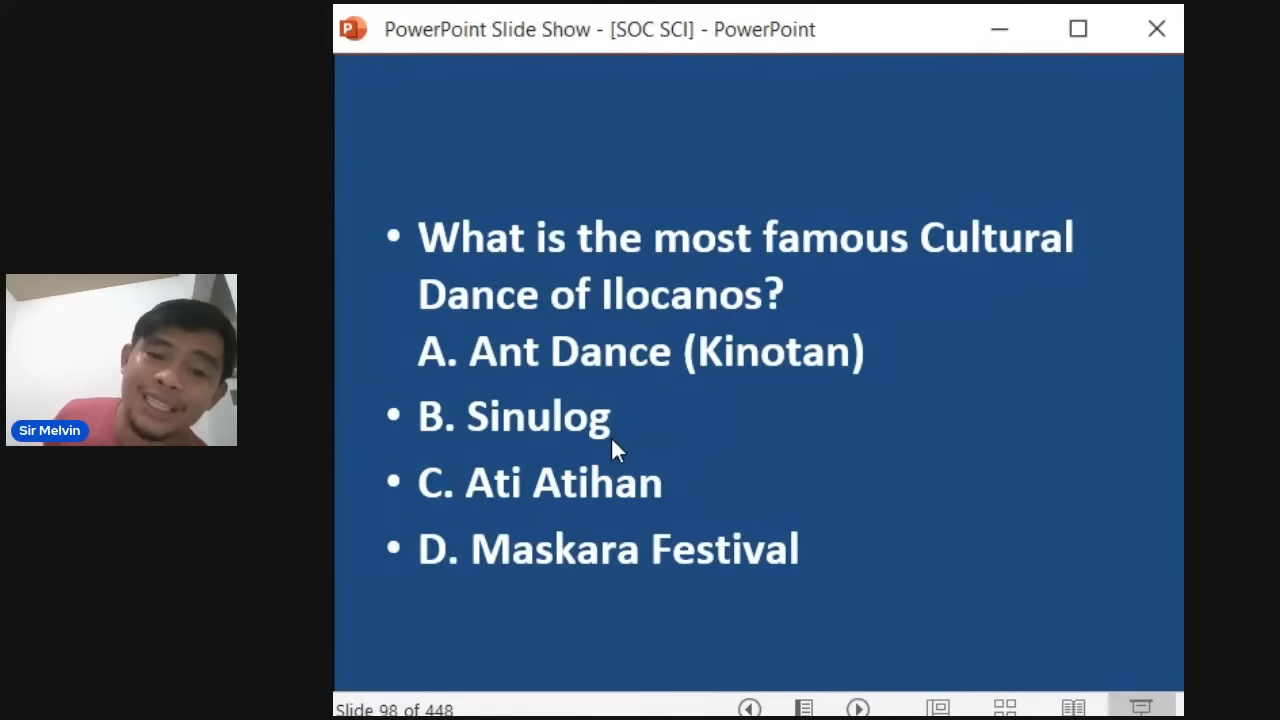 PowerPoint Slide Show - [SOC SCI] - PowerPoint
• What is the most famous Cultural
Dance of Ilocanos?
A. Ant Dance (Kinotan)
• B. Sinulog
• C. Ati Atihan
• D. Maskara Festival
Sir Melvin
Slide 98 of 448